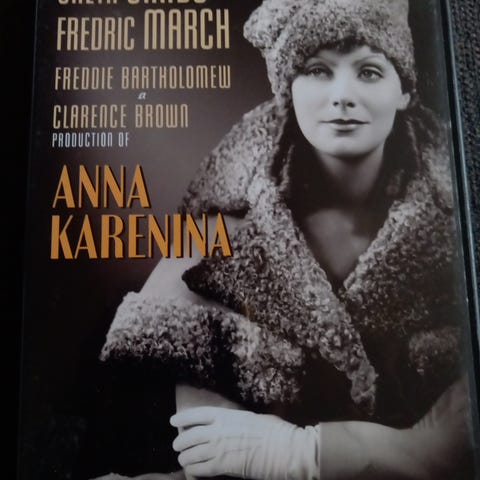 FREDRIC MARCH
FREDDIE BARTHOLOMEW
a
CLARENCE BROWN
PRODUCTION OF
ANNA
KARENINA